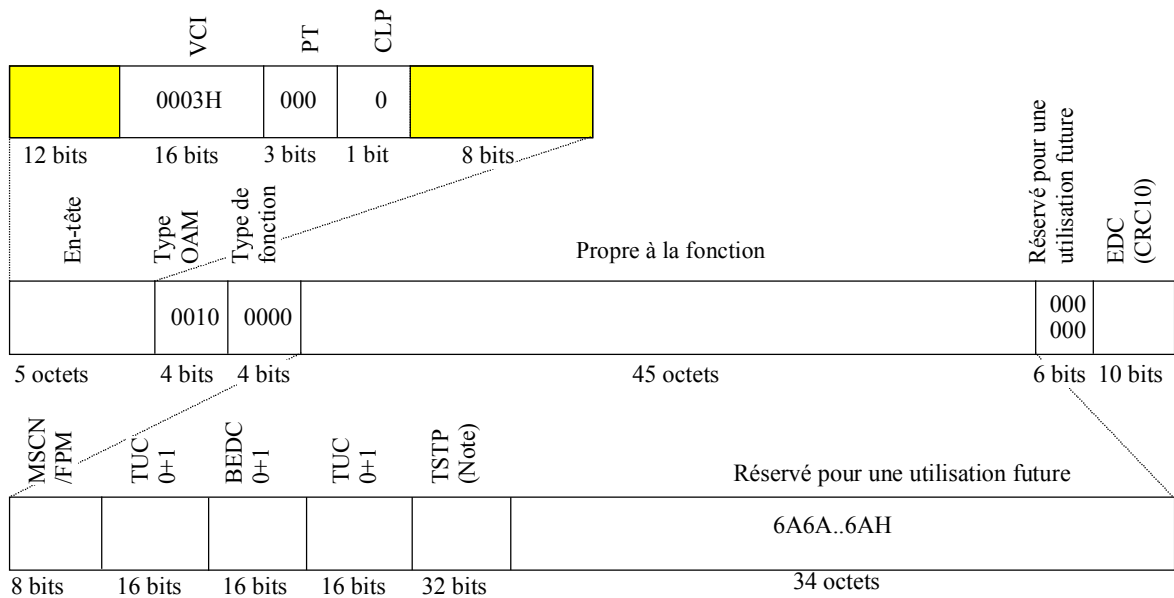 VCI
PT
CLP
0003H
000
0
12 bits
16 bits
3 bits
1 bit
8 bits
En-tête
Type
OAM
Type de
fonction
Propre à la fonction
Réservé pour une
utilisation future
EDC
(CRC10)
0010
0000
000
000
5 octets
4 bits
4 bits
45 octets
6 bits
10 bits
MSCN
/FPM
TUC
0+1
BEDC
0+1
TUC
0+1
TSTP
(Note)
Réservé pour une utilisation future
6A6A..6AH
8 bits
16 bits
16 bits
16 bits
32 bits
34 octets